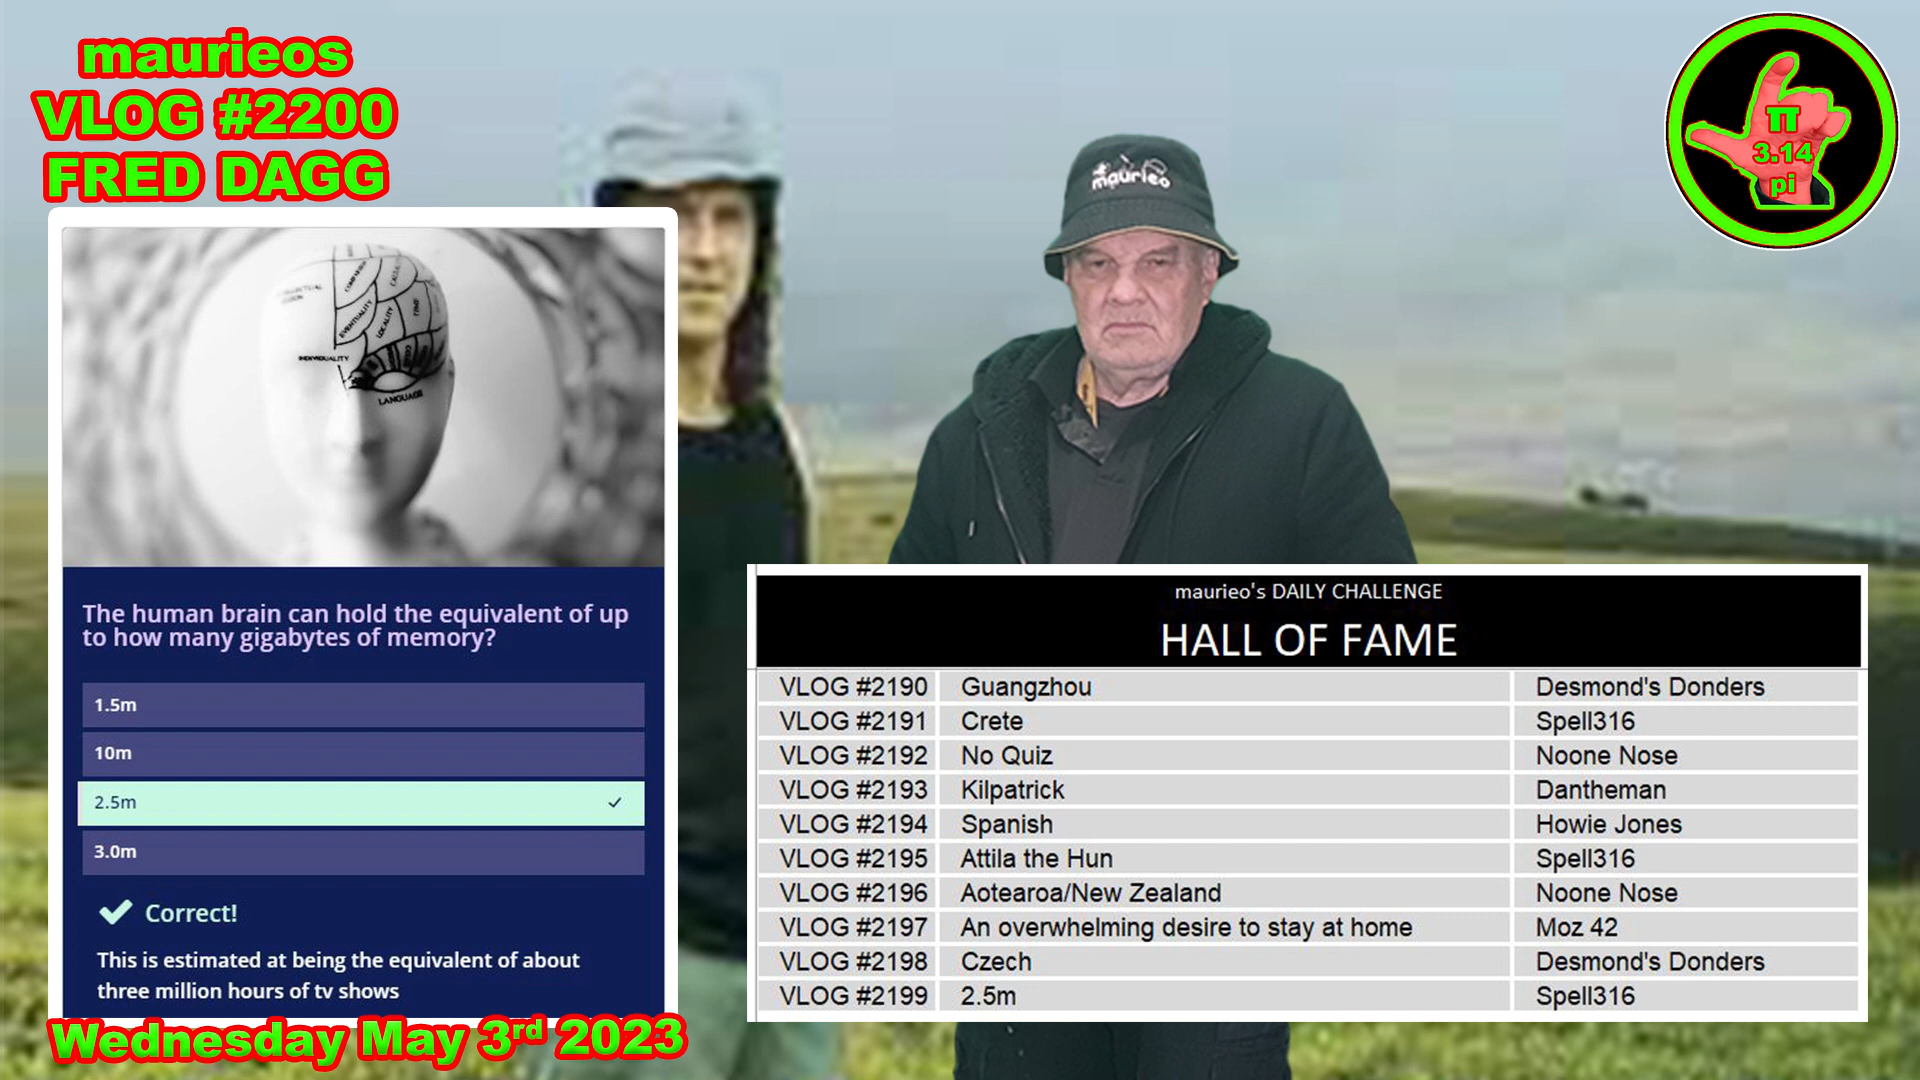 maurieos
VLOG #2200
FRED DAGG
maurieo
π
3.14
pi
INDIVIDUALITY
EVENTUALITY
LOCALITY
TIME
LANGUAGE
The human brain can hold the equivalent of up
to how many gigabytes of memory?
1.5m
10m
2.5m
3.0m
Correct!
This is estimated at being the equivalent of about
three million hours of tv shows
Wednesday May 3rd 2023
maurieo's DAILY CHALLENGE
HALL OF FAME
VLOG #2190 Guangzhou Desmond's Donders
VLOG #2191 Crete Spell316
VLOG #2192 No Quiz Noone Nose
VLOG #2193 Kilpatrick Dantheman
VLOG #2194 Spanish Howie Jones
VLOG #2195 Attila the Hun Spell316
VLOG #2196 Aotearoa/New Zealand Noone Nose
VLOG #2197 An overwhelming desire to stay at home Moz 42
VLOG #2198 Czech Desmond's Donders
VLOG #2199 2.5m Spell316